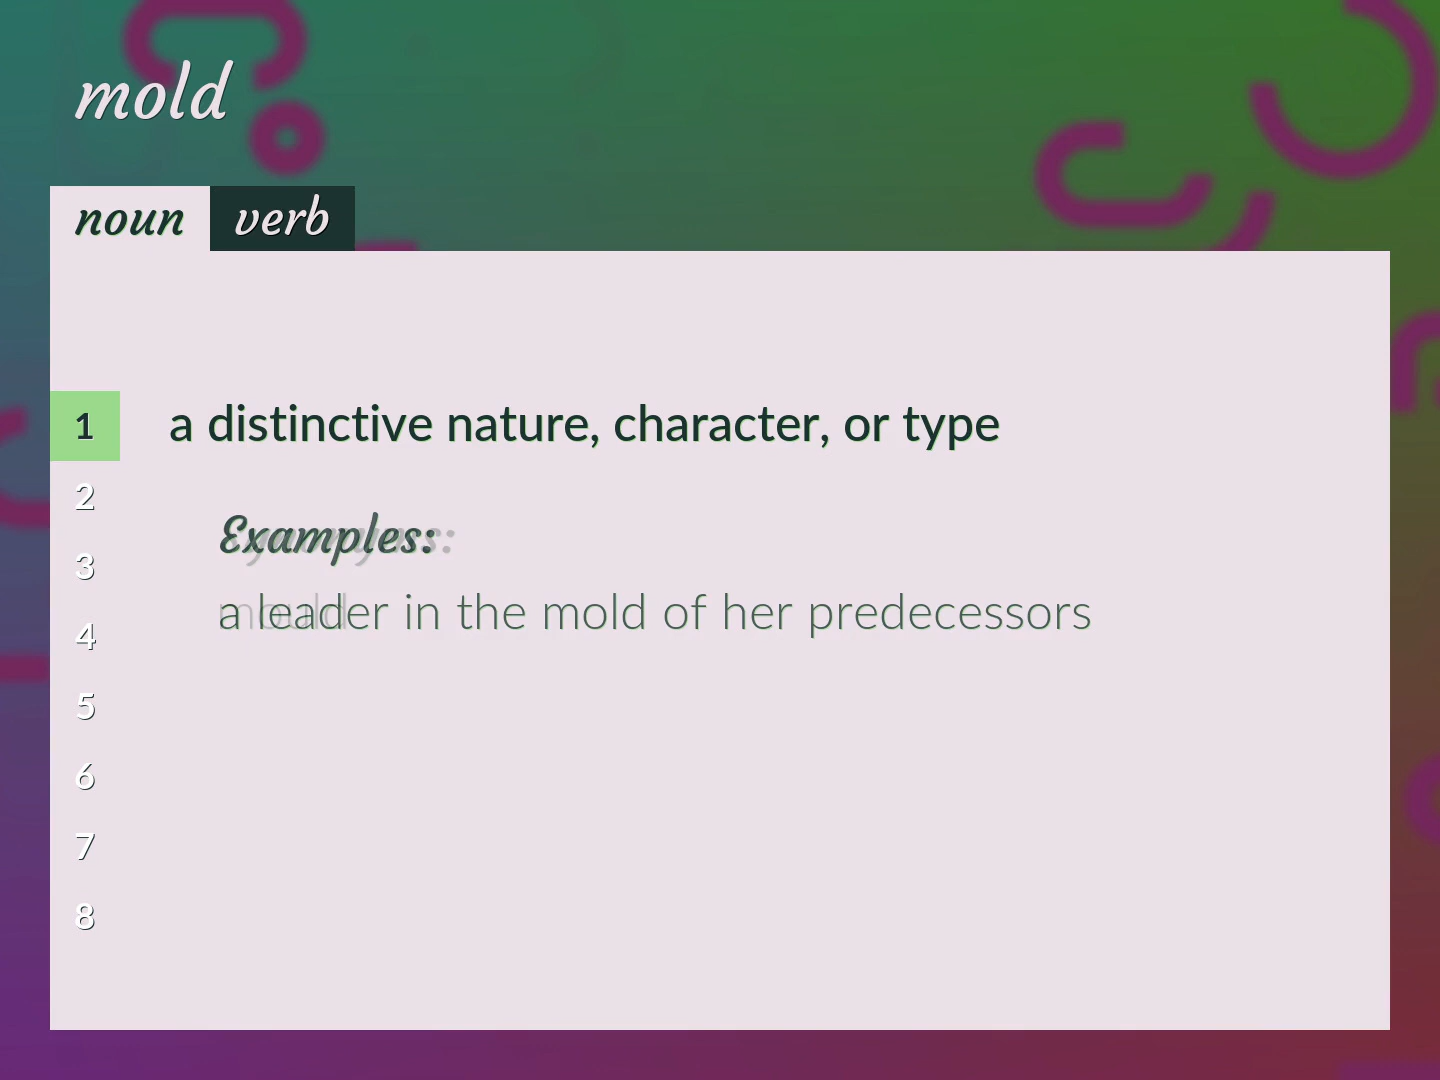 mold
noun verb
1 a distinctive nature, character, or type
2
Examples:
3
a leader in the mold of her predecessors
4
5
6
7
8